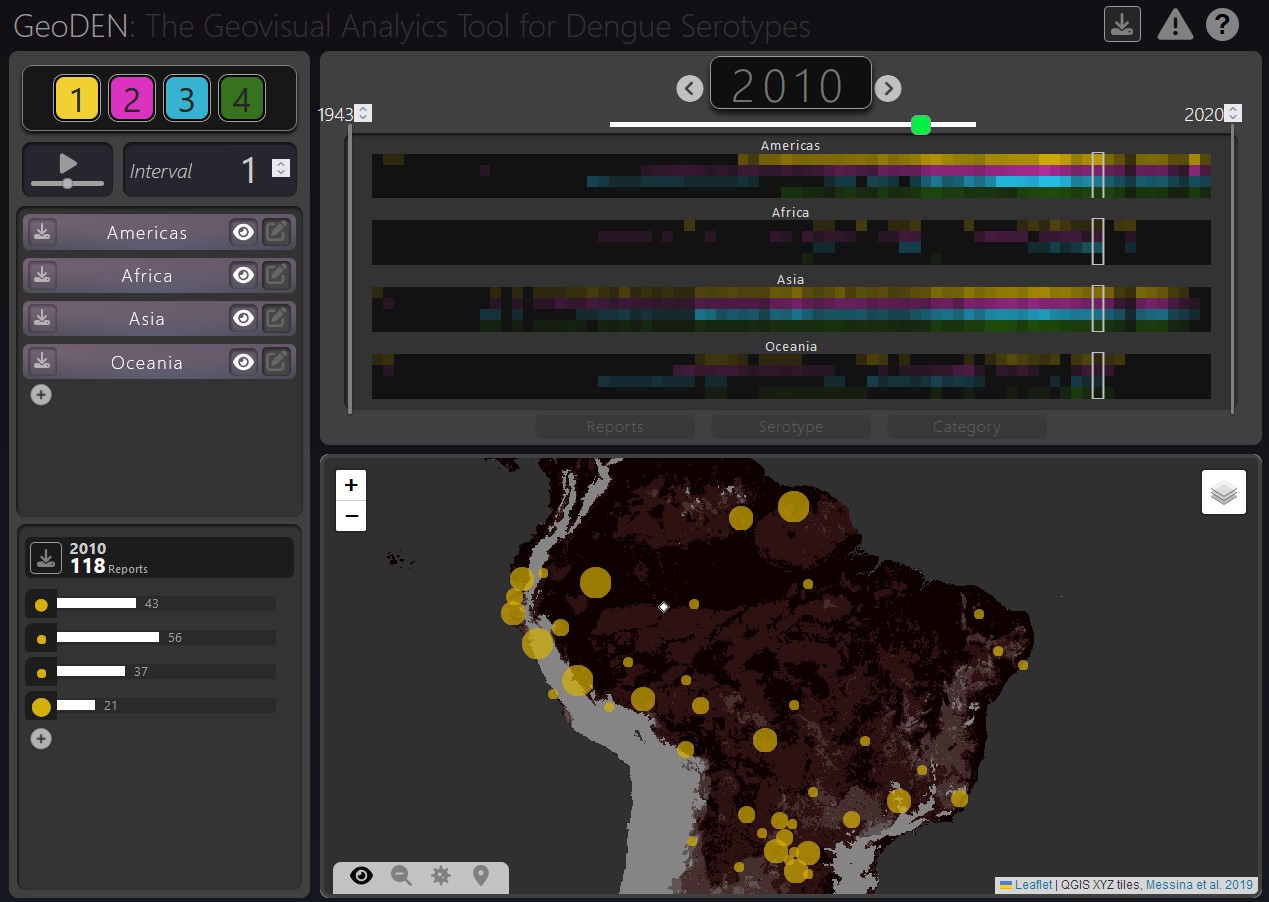 GeoDEN: The Geovisual Analyics Tool for Dengue Serotypes
?
1 2 3 4
Interval 1
Americas
Africa
Asia
Oceania
+
2010
118 Reports
43
56
37
21
+
2010
1943
2020
Americas
Africa
Asia
Oceania
Reports Serotype Category
+
−
Leaflet | QGIS XYZ tiles, Messina et al. 2019